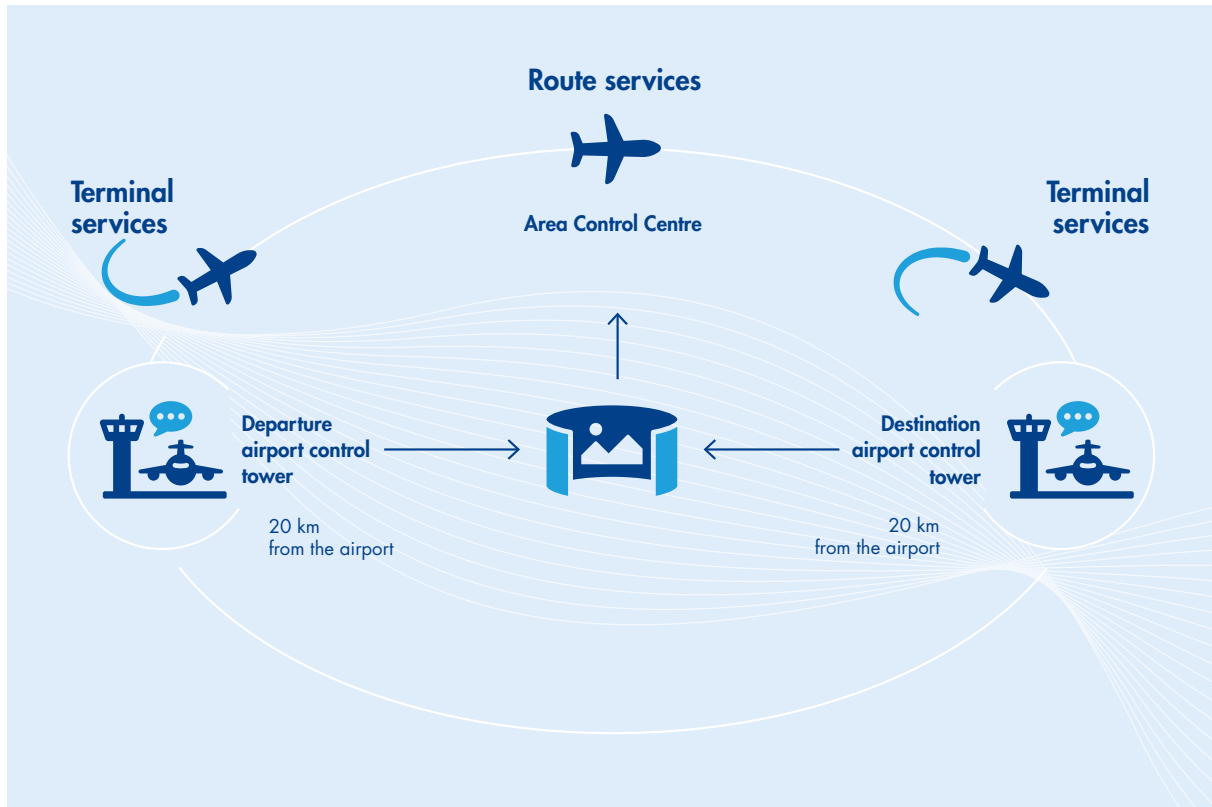 Route services
Area Control Centre
Terminal
services
Terminal
services
Departure
airport control
tower
20 km
from the airport
Destination
airport control
tower
20 km
from the airport